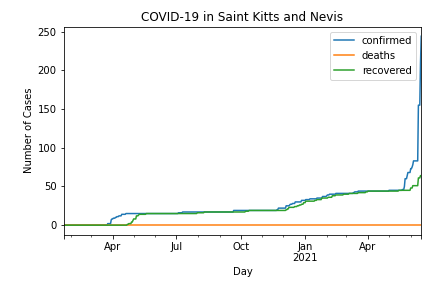 COVID-19 in Saint Kitts and Nevis
confirmed
deaths
recovered
250
200
150
100
50
0
Number of Cases
Apr
Jul
Oct
Jan
2021
Apr
Day